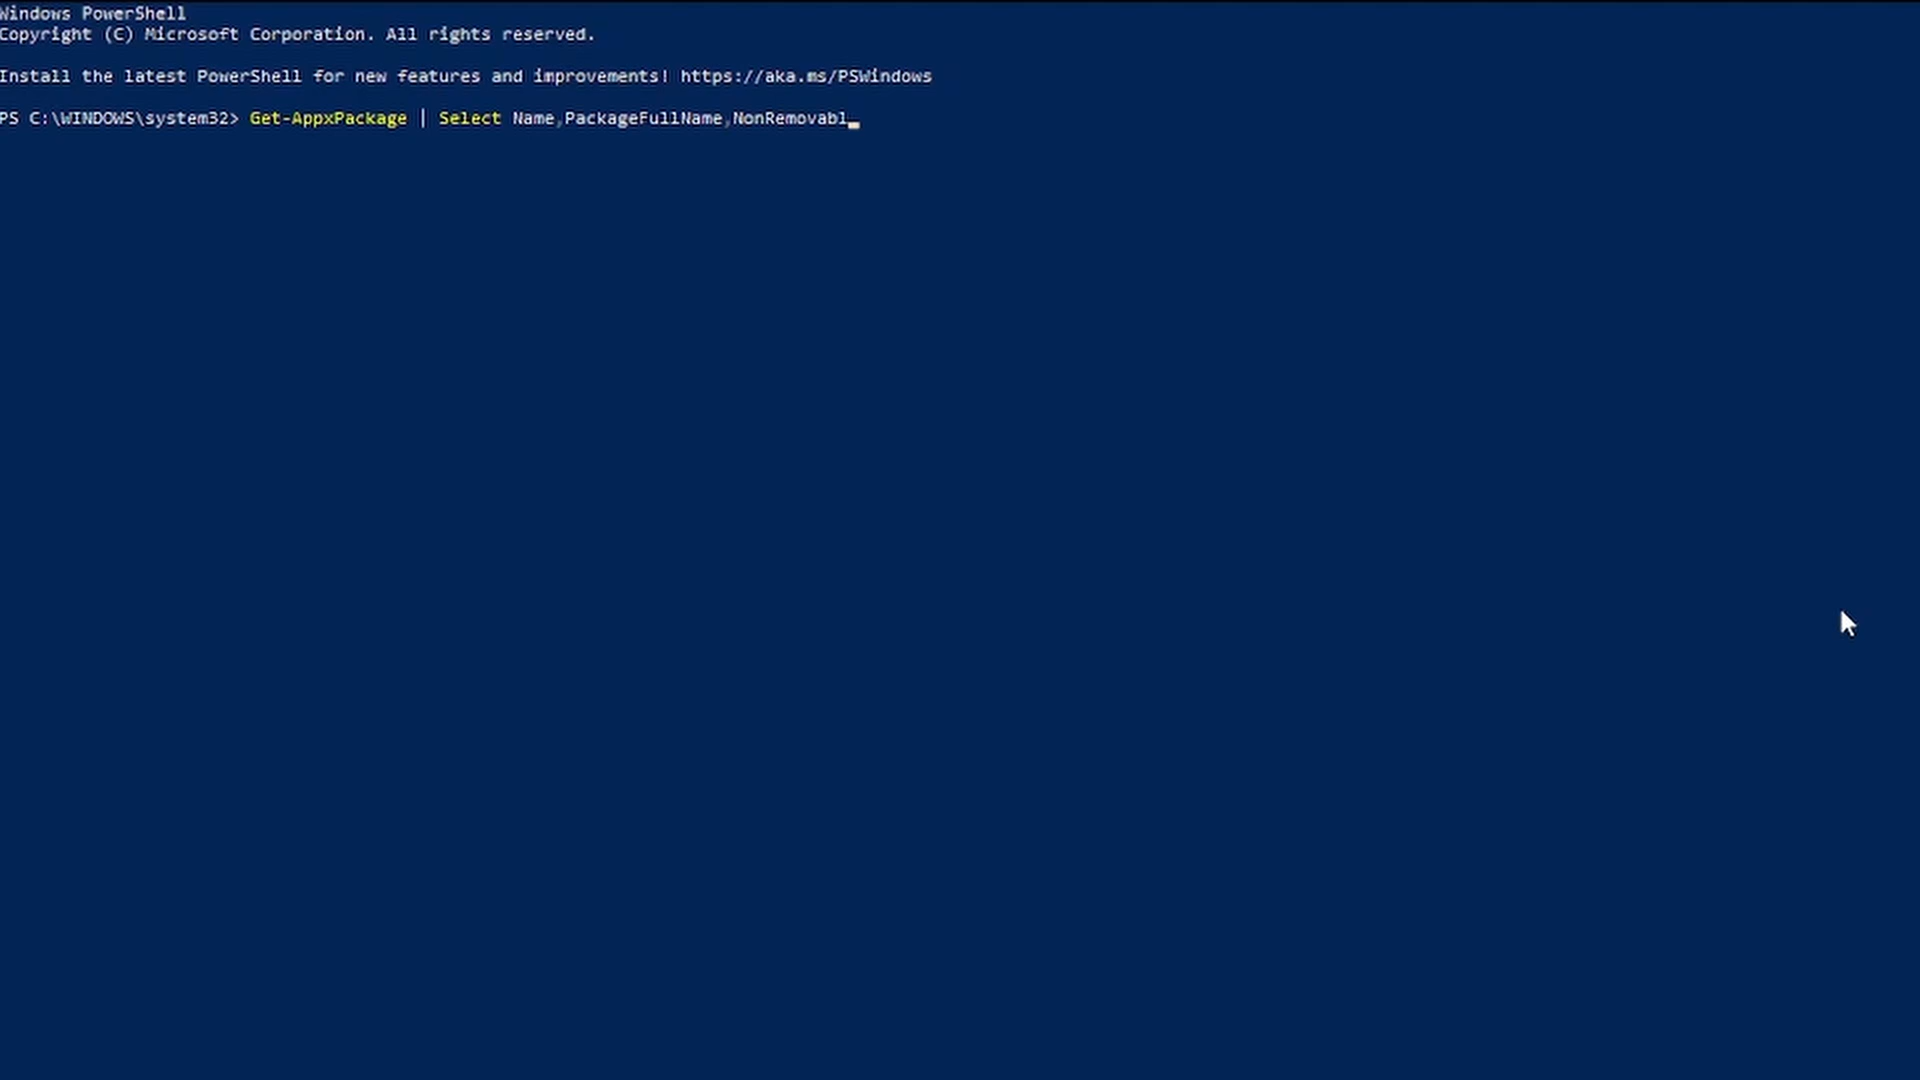 Windows PowerShell
Copyright (C) Microsoft Corporation. All rights reserved.
Install the latest PowerShell for new features and improvements! https://aka.ms/PSWindows
PS C:\WINDOWS\system32> Get-AppxPackage | Select Name,PackageFullName,NonRemovabl_